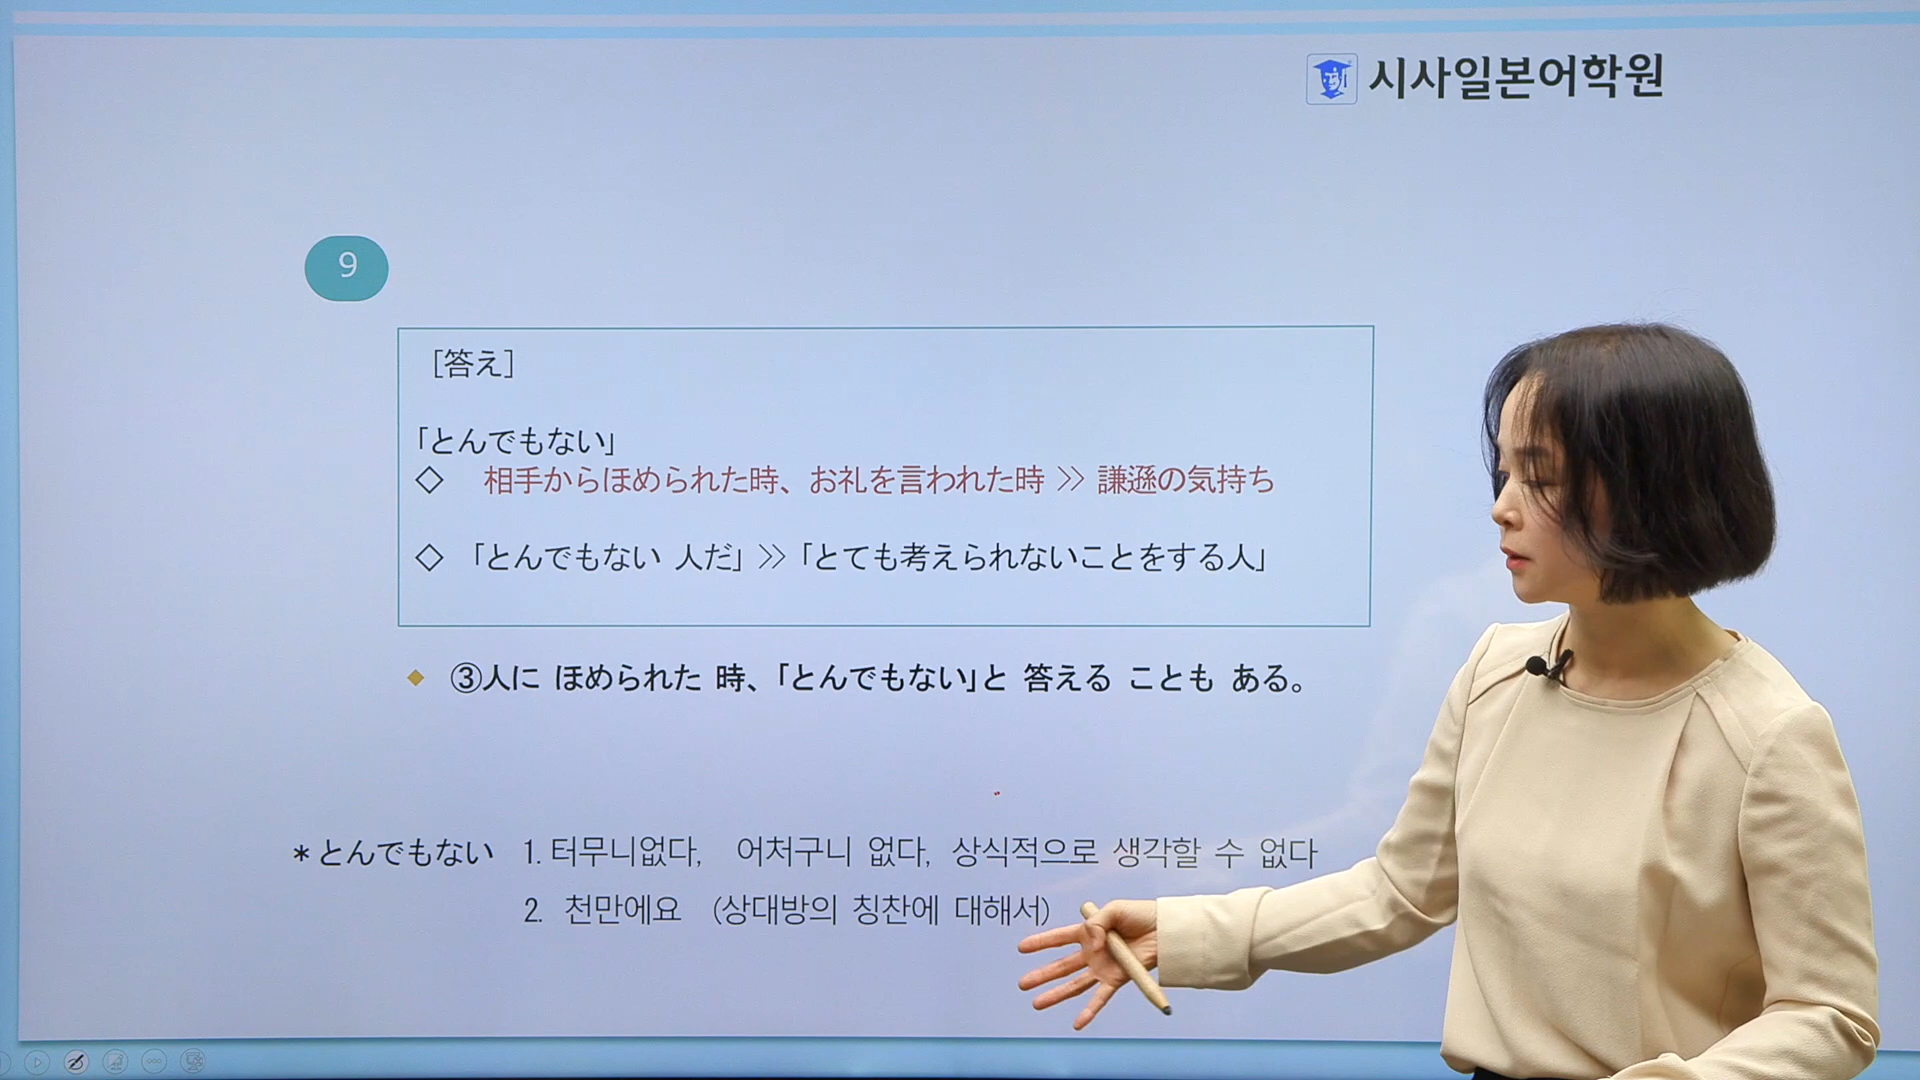 시사일본어학원
9
[答え]
「とんでもない」
◇ 相手からほめられた時、お礼を言われた時 >> 謙遜の気持ち
◇ 「とんでもない 人だ」>>「とても考えられないことをする人」
◆ ③人に ほめられた 時、「とんでもない」と 答える ことも ある。
*とんでもない 1. 터무니없다, 어처구니 없다, 상식적으로 생각할 수 없다
2. 천만에요 (상대방의 칭찬에 대해서)